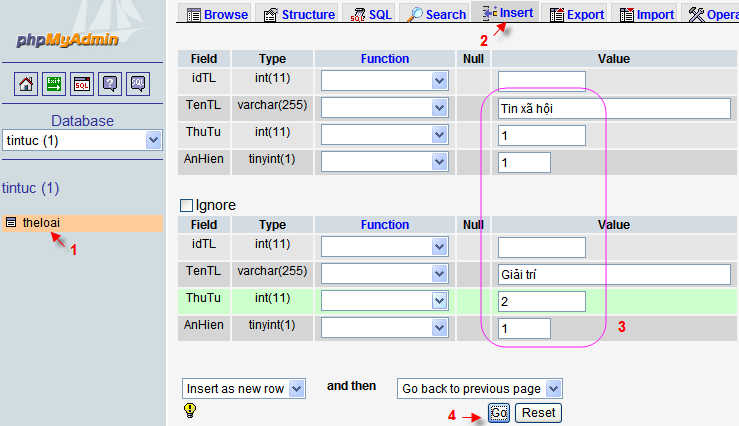 phpMyAdmin
SQL
Database
tintuc (1)
tintuc (1)
theloai
1
Browse Structure SQL Search Insert Export Import Opera
2
Field Type Function Null Value
idTL int(11)
TenTL varchar(255) Tin xã hội
ThuTu int(11) 1
AnHien tinyint(1) 1
Ignore
Field Type Function Null Value
idTL int(11)
TenTL varchar(255) Giải trí
ThuTu int(11) 2
AnHien tinyint(1) 1
3
Insert as new row and then Go back to previous page
4 Go Reset